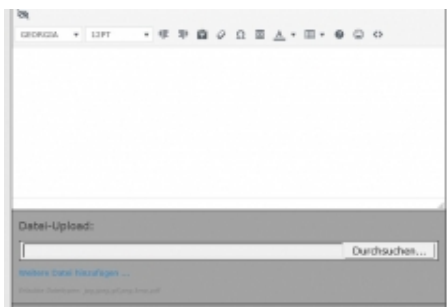 GEORGIA 12PT
Datei-Upload:
Durchsuchen...
Weitere Datei hinzufügen ...